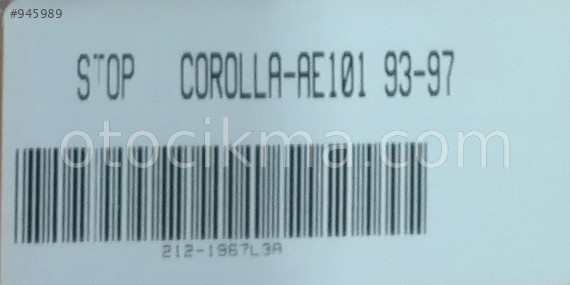 #945989
STOP COROLLA-AE101 93-97
otocikma.com
212-1967L3A